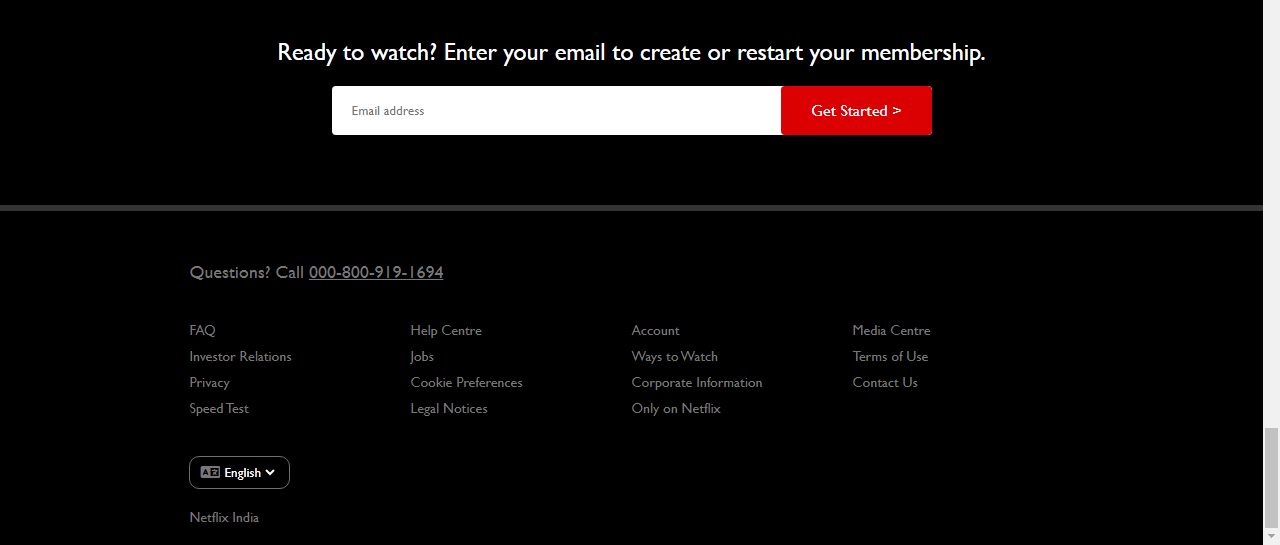 Ready to watch? Enter your email to create or restart your membership.
Email address
Get Started >
Questions? Call 000-800-919-1694
FAQ
Help Centre
Account
Media Centre
Investor Relations
Jobs
Ways to Watch
Terms of Use
Privacy
Cookie Preferences
Corporate Information
Contact Us
Speed Test
Legal Notices
Only on Netflix
English
Netflix India